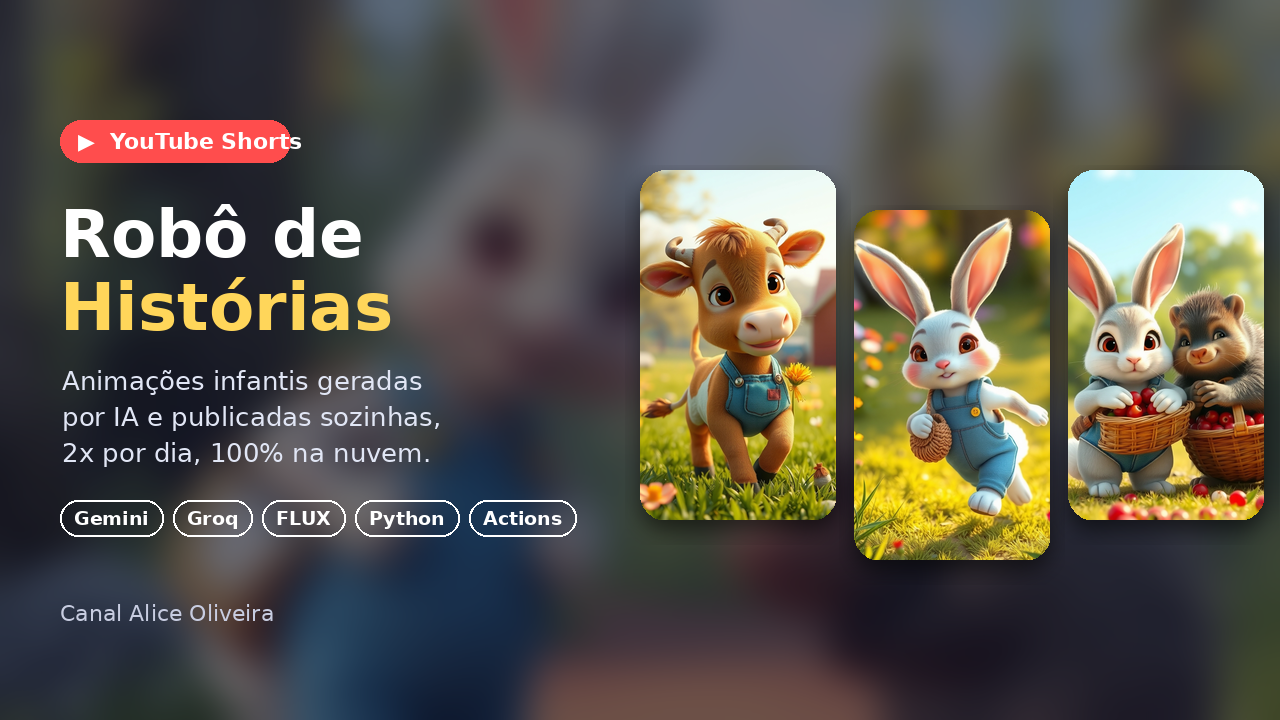 ▶ YouTube Shorts
Robô de
Histórias
Animações infantis geradas
por IA e publicadas sozinhas,
2x por dia, 100% na nuvem.
Gemini Groq FLUX Python Actions
Canal Alice Oliveira